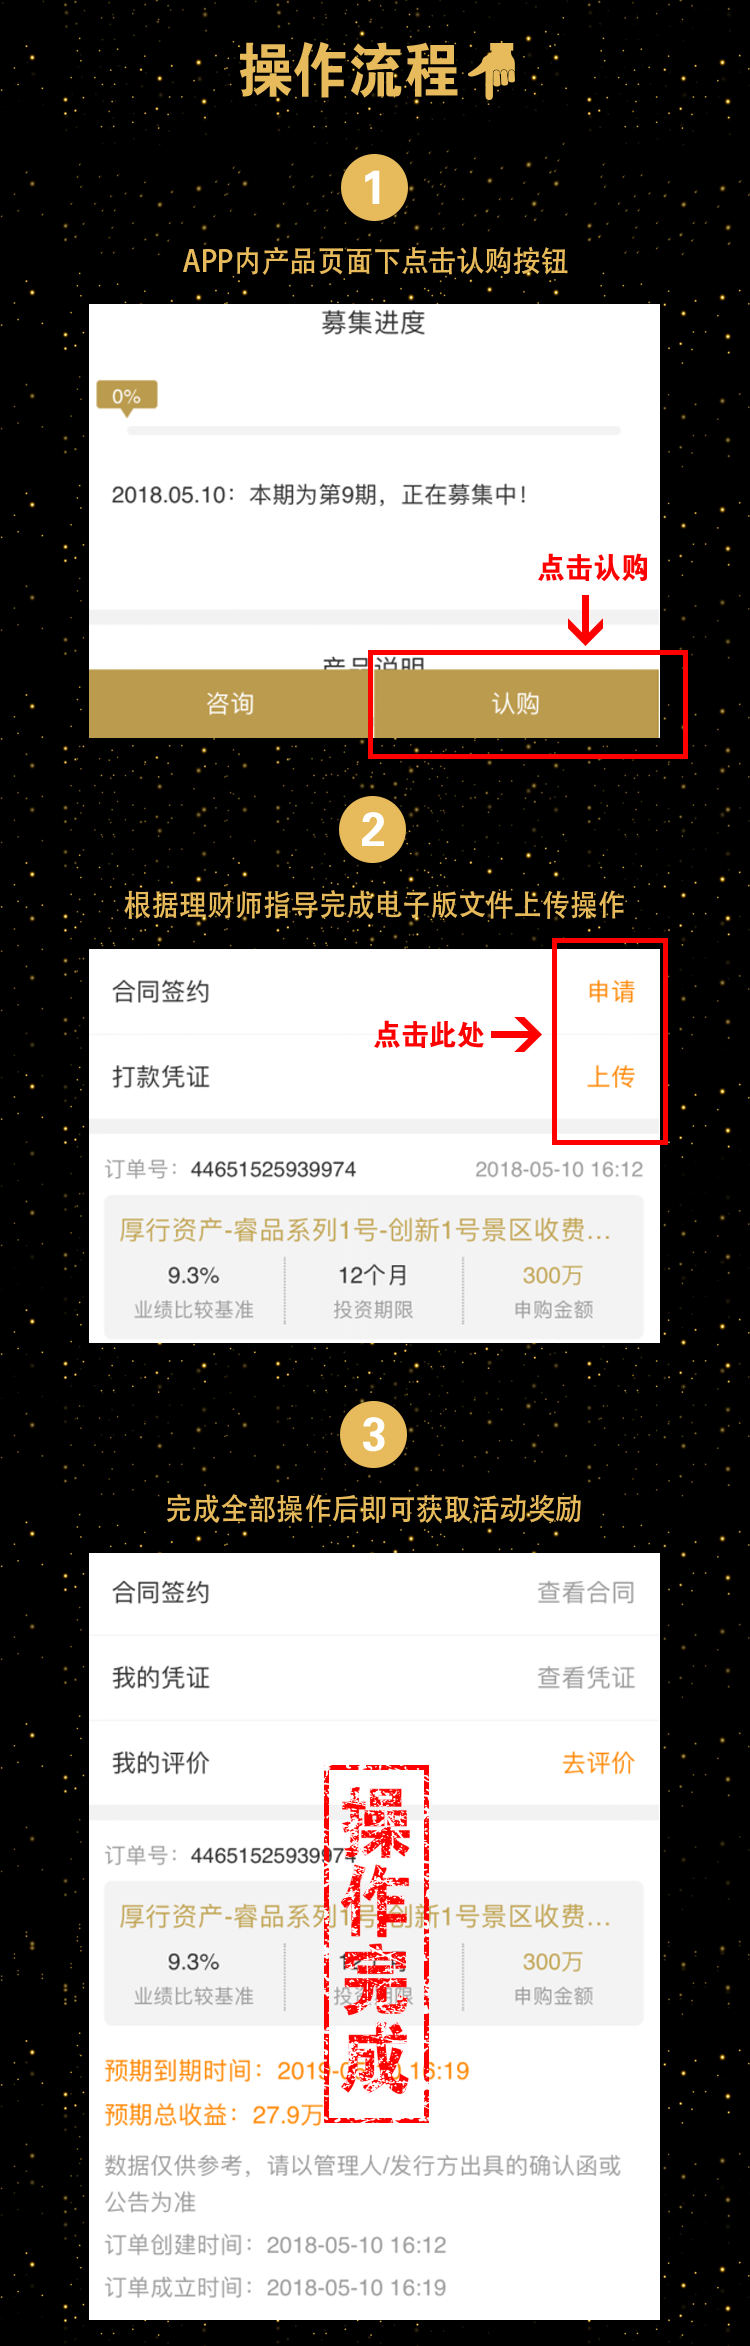 操作流程
1
APP内产品页面下点击认购按钮
募集进度
0%
2018.05.10：本期为第9期，正在募集中！
点击认购
产品说明
咨询 认购
2
根据理财师指导完成电子版文件上传操作
合同签约 申请
点击此处
打款凭证 上传
订单号：44651525939974 2018-05-10 16:12
厚行资产-睿品系列1号-创新1号景区收费...
9.3% 12个月 300万
业绩比较基准 投资期限 申购金额
3
完成全部操作后即可获取活动奖励
合同签约 查看合同
我的凭证 查看凭证
我的评价 去评价
操作完成
订单号：44651525939974
厚行资产-睿品系列1号-创新1号景区收费...
9.3% 300万
业绩比较基准 投资期限 申购金额
预期到期时间：2019-05-10 16:19
预期总收益：27.9万
数据仅供参考，请以管理人/发行方出具的确认函或
公告为准
订单创建时间：2018-05-10 16:12
订单成立时间：2018-05-10 16:19